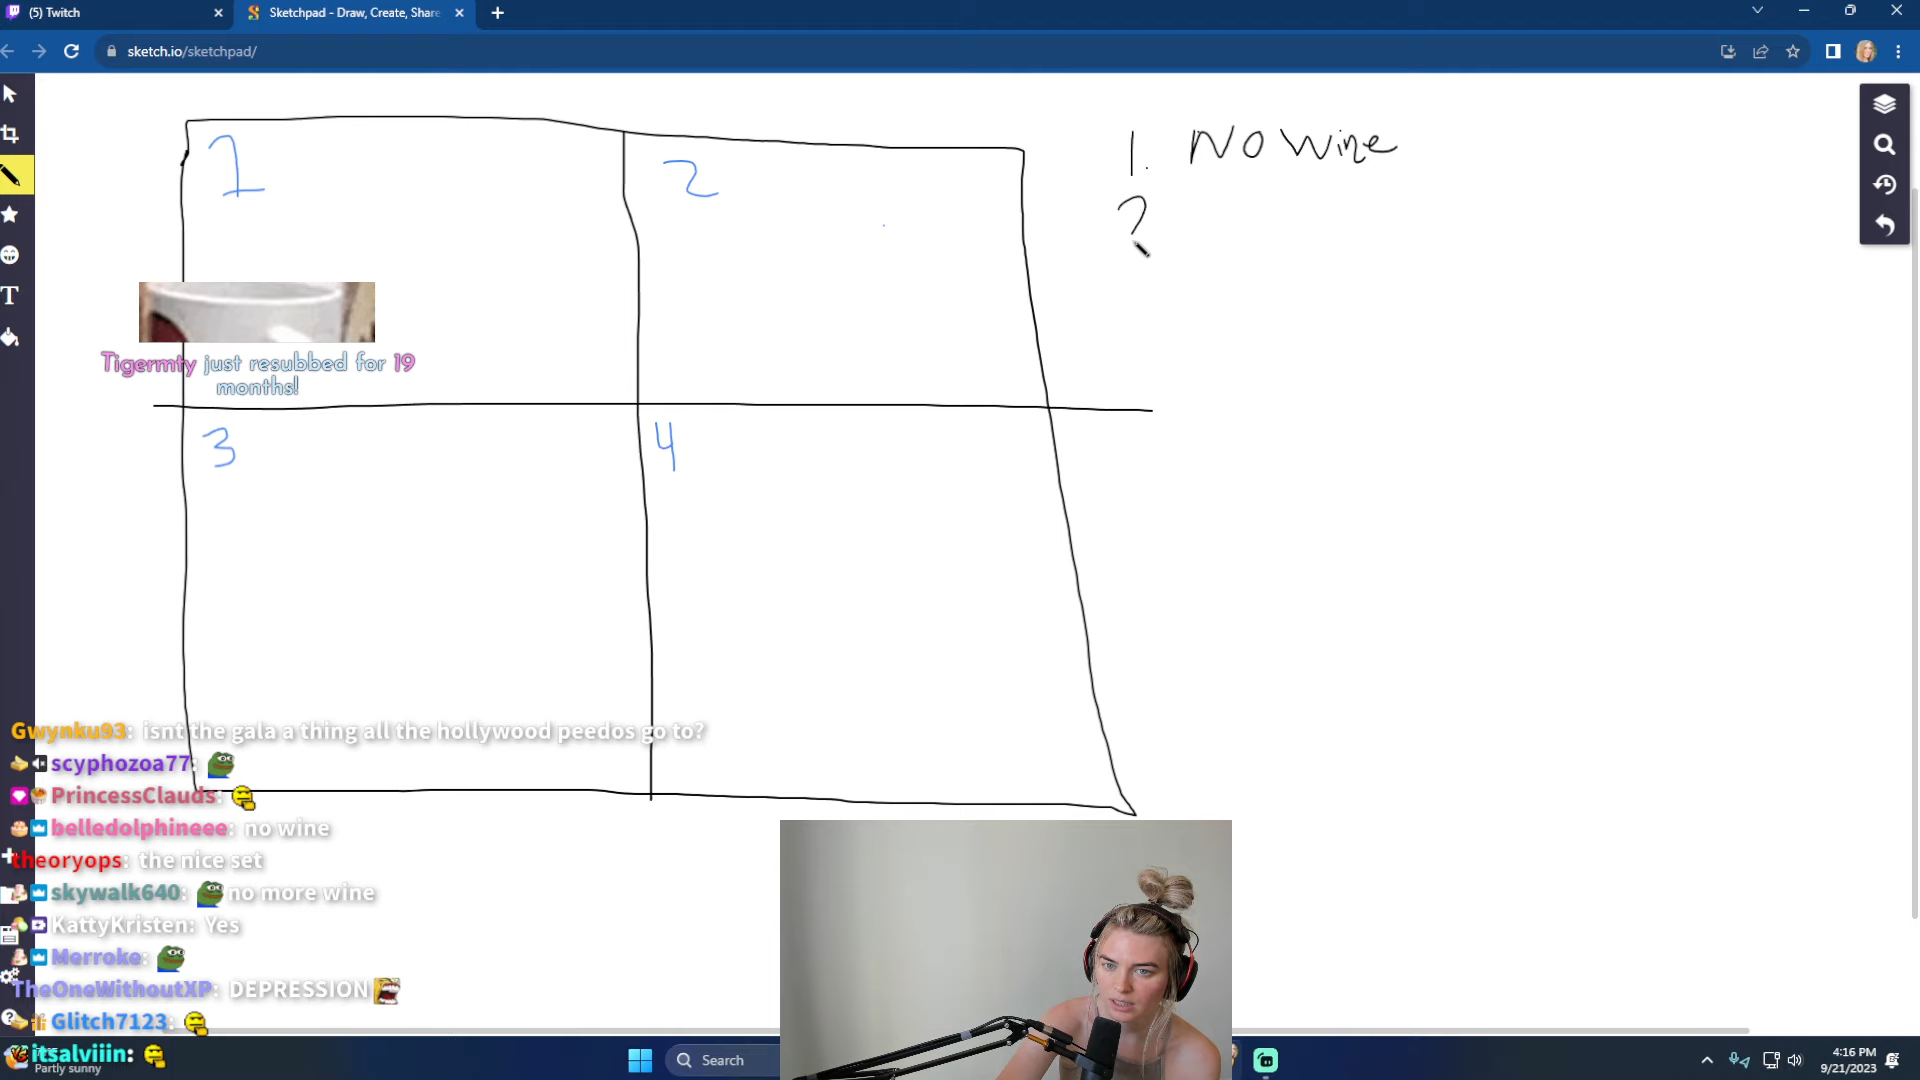 (5) Twitch
Sketchpad - Draw, Create, Share
sketch.io/sketchpad/
1
2
1. NO Wine
2
T
Tigermty just resubbed for 19
months!
3
4
Gwynku93: isnt the gala a thing all the hollywood peedos go to?
scyphozoa77:
PrincessClauds:
belledolphineee: no wine
theoryops: the nice set
skywalk640: no more wine
KattyKristen: Yes
Merroke:
TheOneWithoutXP: DEPRESSION
Glitch7123:
itsalviiin:
Partly sunny
Search
4:16 PM
9/21/2023